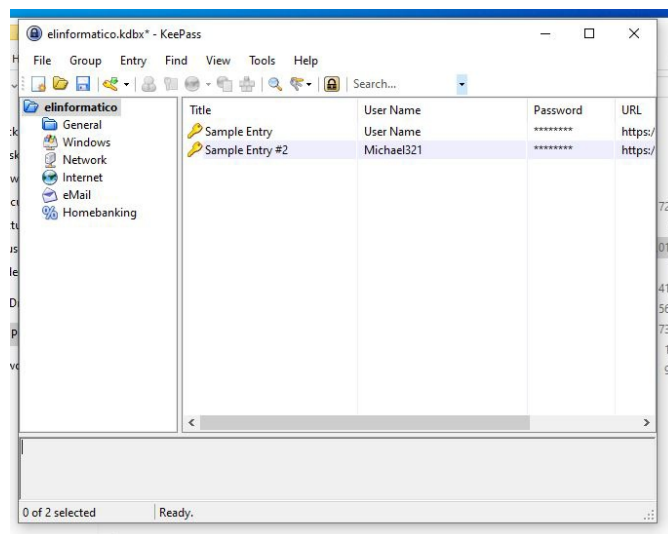 elinformatico.kdbx* - KeePass
File Group Entry Find View Tools Help
Search...
elinformatico
General
Windows
Network
Internet
eMail
Homebanking
Title User Name Password URL
Sample Entry User Name ******** https:/
Sample Entry #2 Michael321 ******** https:/
0 of 2 selected Ready.